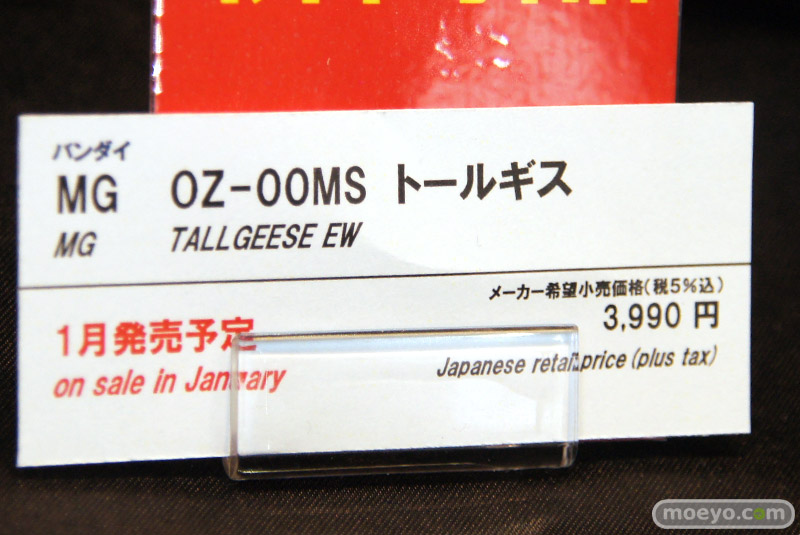 バンダイ
MG OZ-00MS トールギス
MG TALLGEESE EW
メーカー希望小売価格(税5%込)
1月発売予定 3,990 円
on sale in January Japanese retail price (plus tax)
moeyo.com